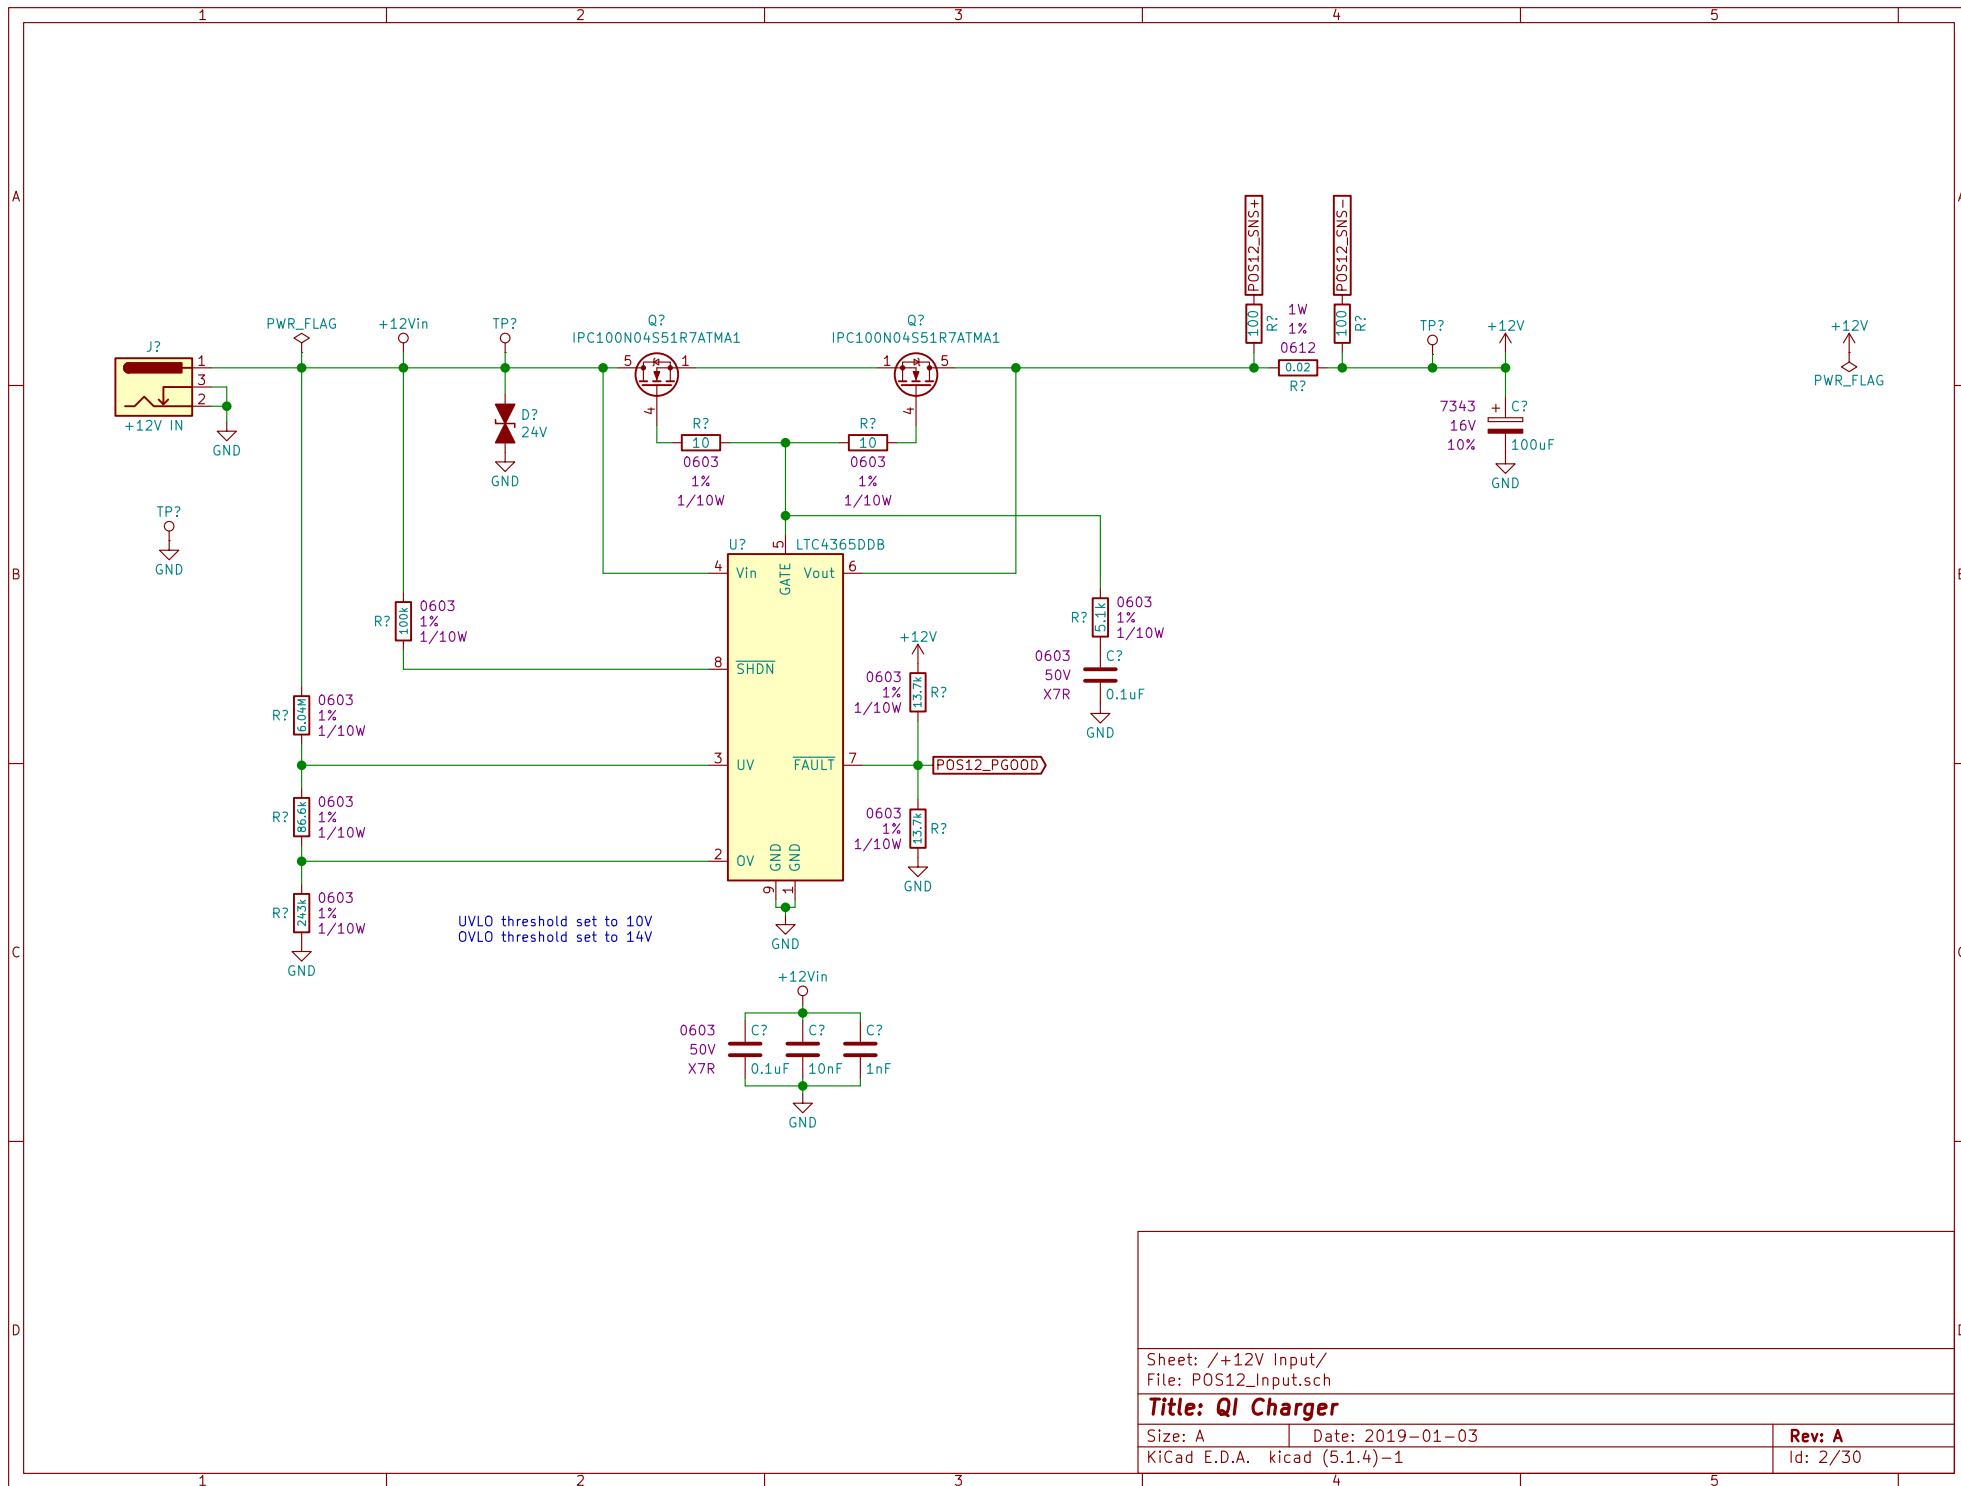 1 2 3 4 5
A
B
C
D
POS12_SNS+
POS12_SNS-
100
R?
1W
1%
0612
0.02
R?
100
R?
TP?
+12V
+12V
PWR_FLAG
7343
16V
10%
+
C?
100uF
GND
J?
1
3
2
+12V IN
GND
TP?
GND
PWR_FLAG
+12Vin
TP?
D?
24V
GND
Q?
IPC100N04S51R7ATMA1
5
1
4
Q?
IPC100N04S51R7ATMA1
1
5
4
R?
10
0603
1%
1/10W
R?
10
0603
1%
1/10W
U?
LTC4365DDB
5
GATE
4
Vin
Vout
6
8
SHDN
3
UV
FAULT
7
2
OV
GND
GND
9
1
GND
R?
100k
0603
1%
1/10W
R?
6.04M
0603
1%
1/10W
R?
86.6k
0603
1%
1/10W
R?
243k
0603
1%
1/10W
GND
UVLO threshold set to 10V
OVLO threshold set to 14V
+12V
0603
1%
1/10W
13.7k
R?
POS12_PGOOD
0603
1%
1/10W
13.7k
R?
GND
R?
5.1k
0603
1%
1/10W
0603
50V
X7R
C?
0.1uF
GND
+12Vin
0603
50V
X7R
C?
0.1uF
C?
10nF
C?
1nF
GND
Sheet: /+12V Input/
File: POS12_Input.sch
Title: QI Charger
Size: A
Date: 2019-01-03
Rev: A
KiCad E.D.A. kicad (5.1.4)-1
Id: 2/30
1 2 3 4 5